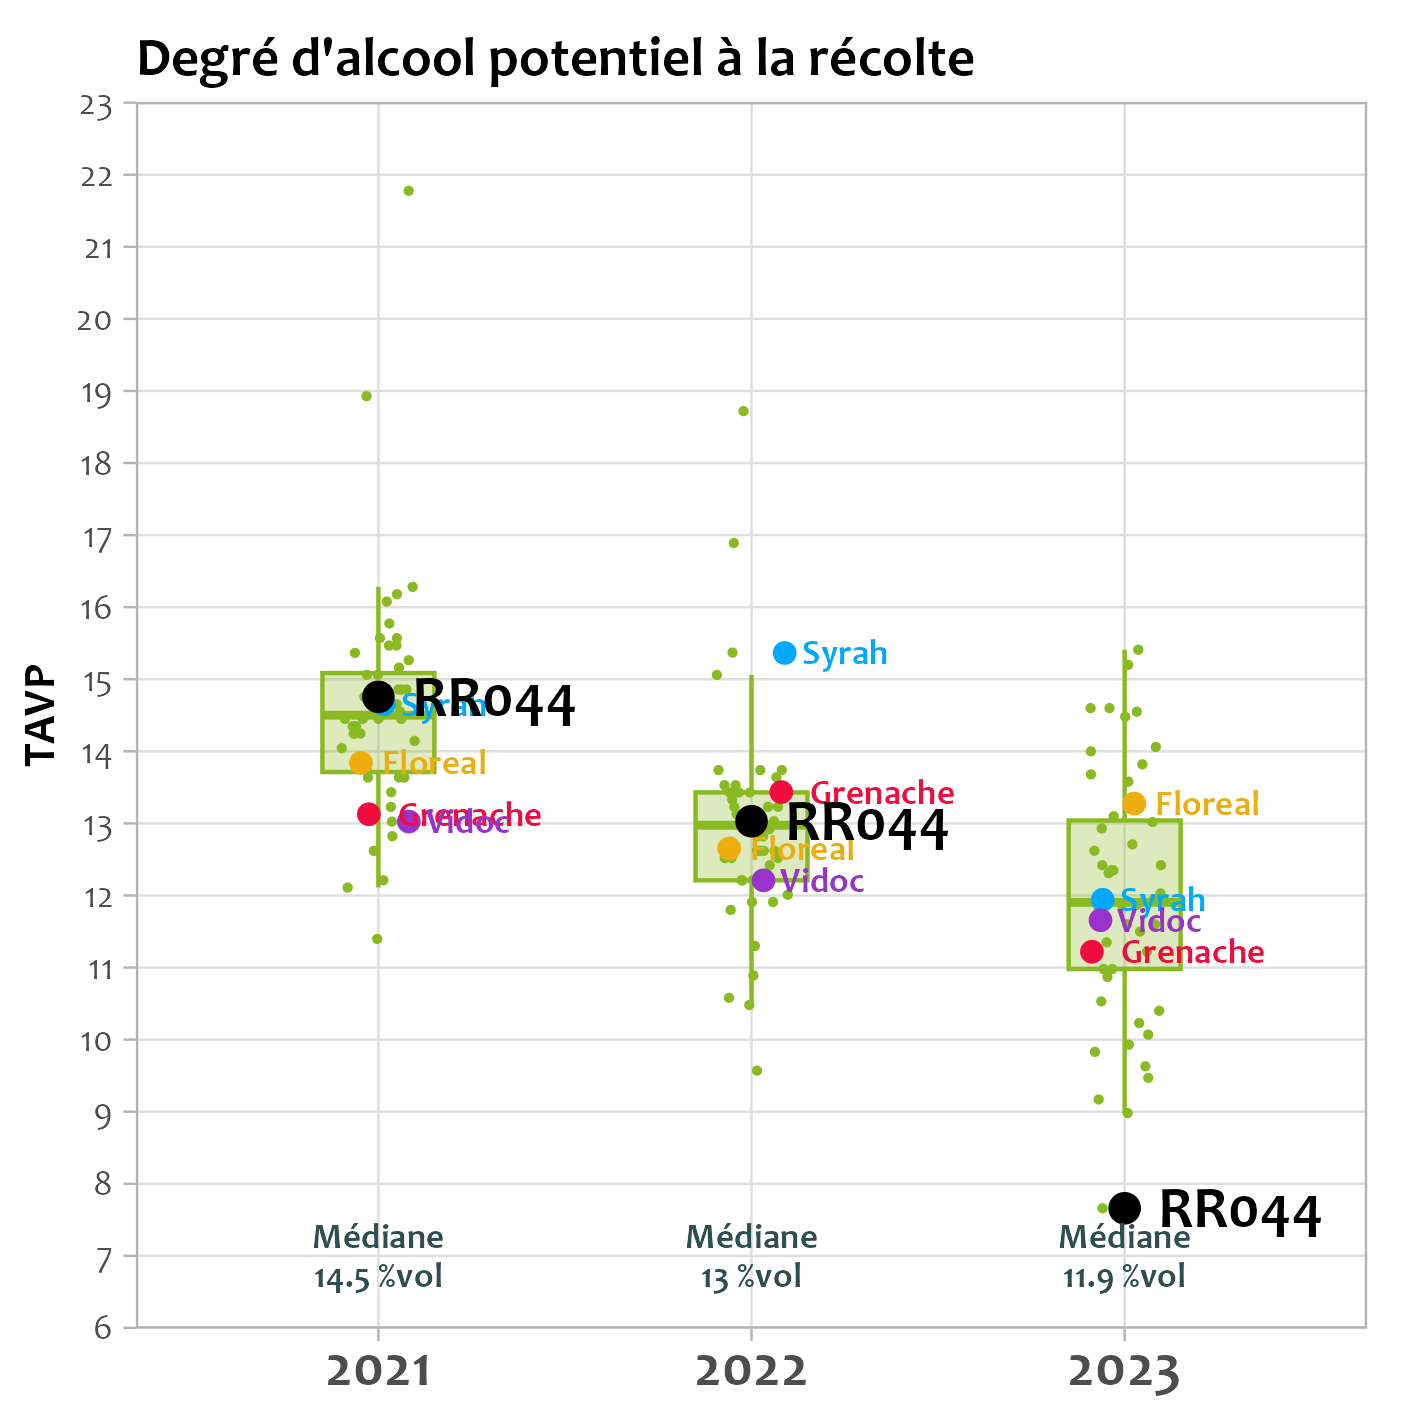 Degré d'alcool potentiel à la récolte
TAVP
23
22
21
20
19
18
17
16
15
14
13
12
11
10
9
8
7
6
RR044
Syrah
Floreal
Grenache
Vidoc
Médiane
14.5 %vol
Syrah
Grenache
RR044
Floreal
Vidoc
Médiane
13 %vol
Floreal
Syrah
Vidoc
Grenache
RR044
Médiane
11.9 %vol
2021
2022
2023